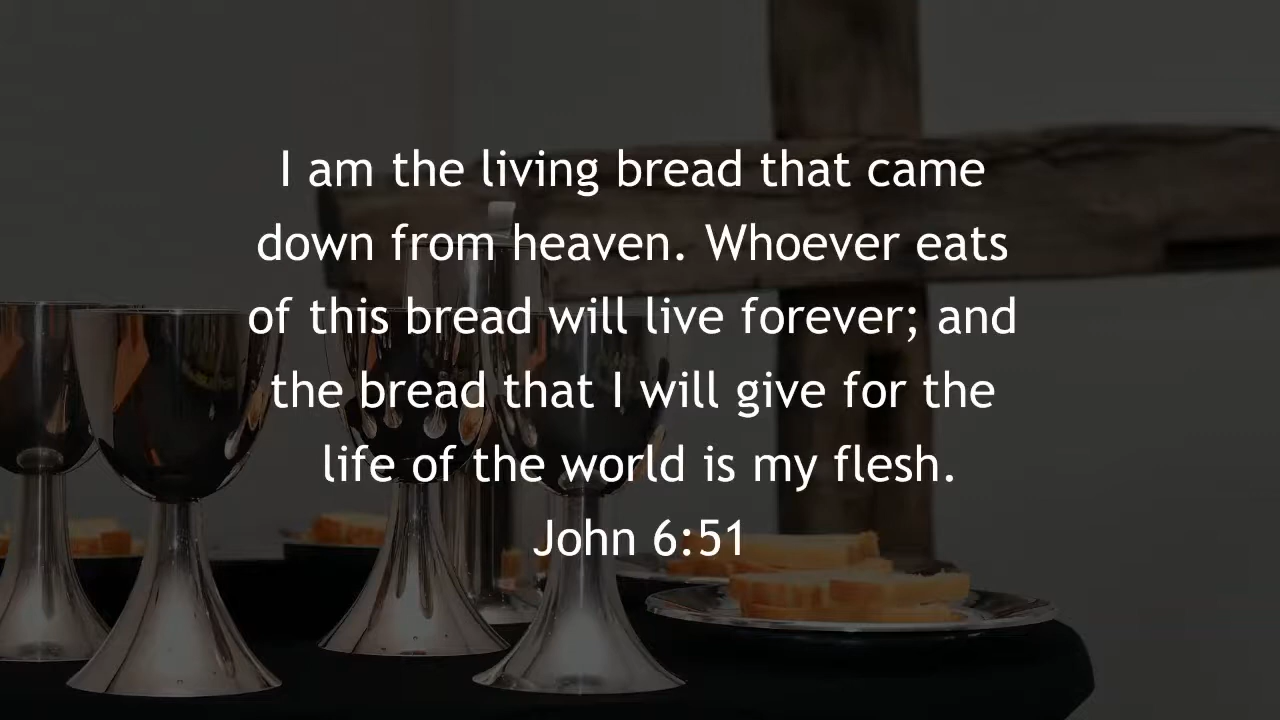 I am the living bread that came
down from heaven. Whoever eats
of this bread will live forever; and
the bread that I will give for the
life of the world is my flesh.
John 6:51